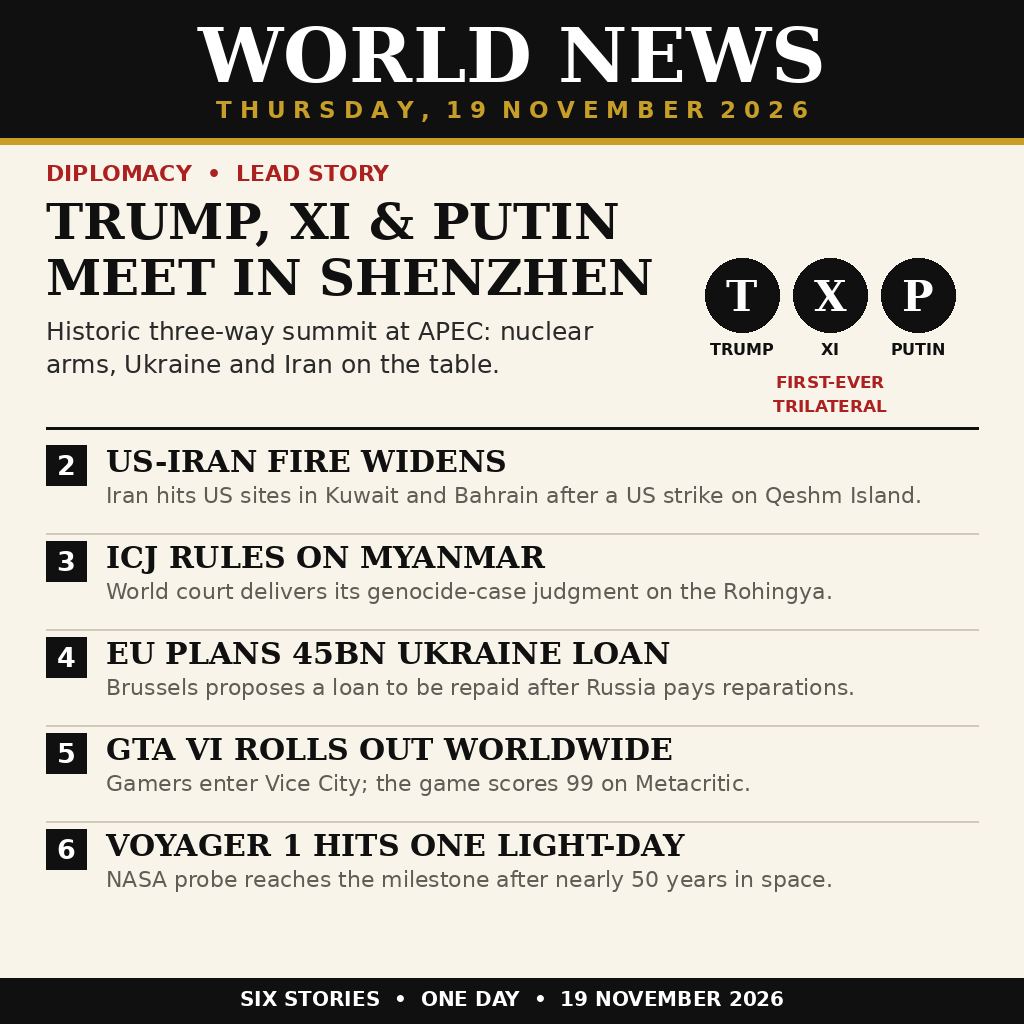 WORLD NEWS
THURSDAY, 19 NOVEMBER 2026
DIPLOMACY • LEAD STORY
TRUMP, XI & PUTIN
MEET IN SHENZHEN
Historic three-way summit at APEC: nuclear
arms, Ukraine and Iran on the table.
T X P
TRUMP XI PUTIN
FIRST-EVER
TRILATERAL
2 US-IRAN FIRE WIDENS
Iran hits US sites in Kuwait and Bahrain after a US strike on Qeshm Island.
3 ICJ RULES ON MYANMAR
World court delivers its genocide-case judgment on the Rohingya.
4 EU PLANS 45BN UKRAINE LOAN
Brussels proposes a loan to be repaid after Russia pays reparations.
5 GTA VI ROLLS OUT WORLDWIDE
Gamers enter Vice City; the game scores 99 on Metacritic.
6 VOYAGER 1 HITS ONE LIGHT-DAY
NASA probe reaches the milestone after nearly 50 years in space.
SIX STORIES • ONE DAY • 19 NOVEMBER 2026